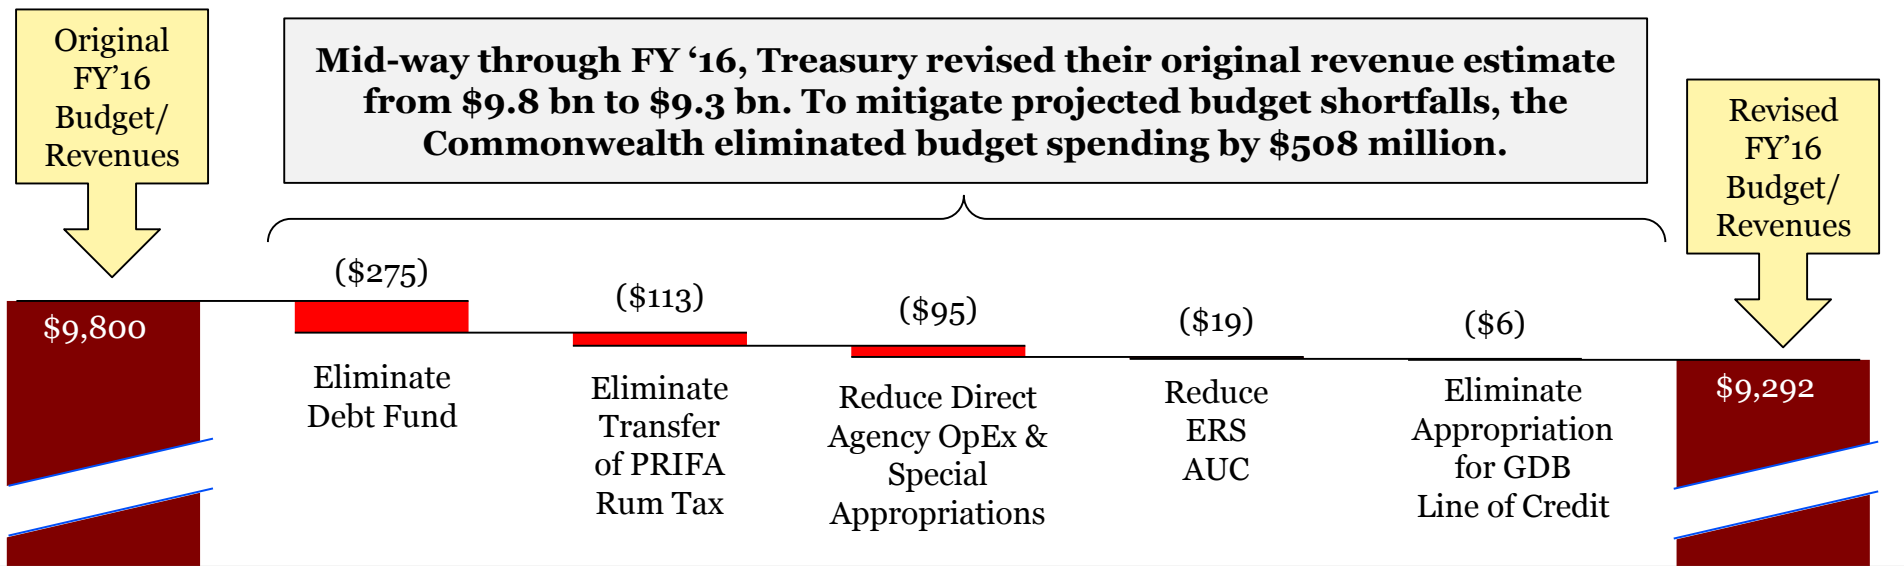 Original
FY’16
Budget/
Revenues
Mid-way through FY ‘16, Treasury revised their original revenue estimate
from $9.8 bn to $9.3 bn. To mitigate projected budget shortfalls, the
Commonwealth eliminated budget spending by $508 million.
Revised
FY’16
Budget/
Revenues
$9,800
($275)
Eliminate
Debt Fund
($113)
Eliminate
Transfer
of PRIFA
Rum Tax
($95)
Reduce Direct
Agency OpEx &
Special
Appropriations
($19)
Reduce
ERS
AUC
($6)
Eliminate
Appropriation
for GDB
Line of Credit
$9,292